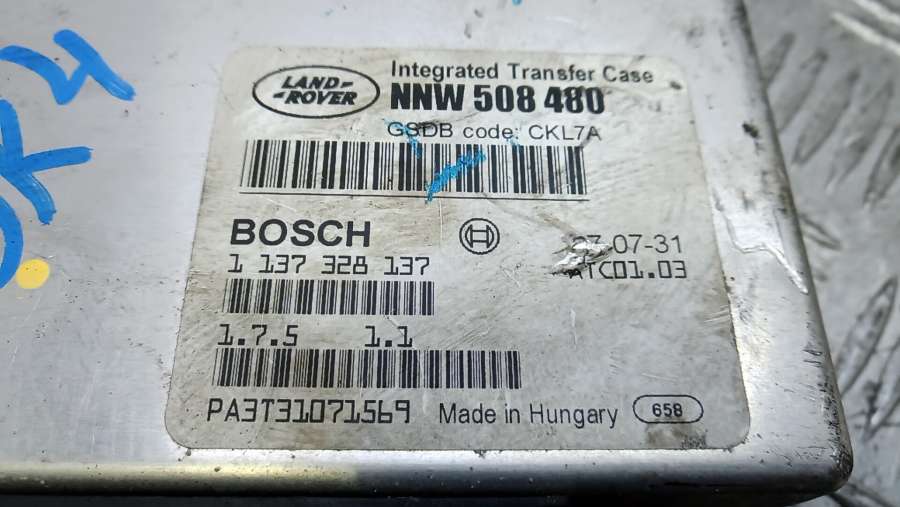 LAND-
-ROVER
Integrated Transfer Case
NNW 508 480
GSDB code: CKL7A
BOSCH
1 137 328 137
07-31
ATC01.03
1.7.5 1.1
PA3T31071569 Made in Hungary 658